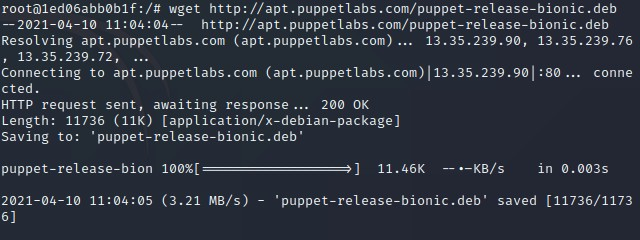 root@1ed06abb0b1f:/# wget http://apt.puppetlabs.com/puppet-release-bionic.deb
--2021-04-10 11:04:04--  http://apt.puppetlabs.com/puppet-release-bionic.deb
Resolving apt.puppetlabs.com (apt.puppetlabs.com)... 13.35.239.90, 13.35.239.76
, 13.35.239.72, ...
Connecting to apt.puppetlabs.com (apt.puppetlabs.com)|13.35.239.90|:80... conne
cted.
HTTP request sent, awaiting response... 200 OK
Length: 11736 (11K) [application/x-debian-package]
Saving to: 'puppet-release-bionic.deb'
puppet-release-bion 100%[===================>]  11.46K  --.-KB/s    in 0.003s
2021-04-10 11:04:05 (3.21 MB/s) - 'puppet-release-bionic.deb' saved [11736/1173
6]